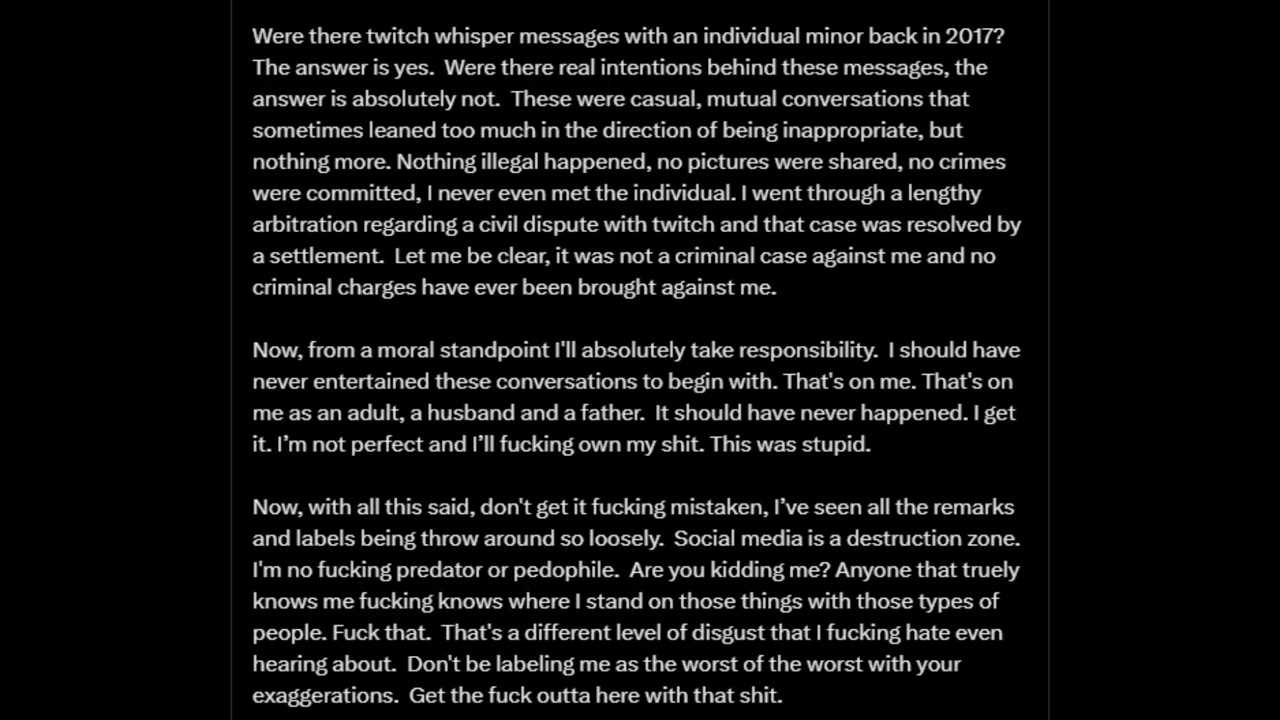 Were there twitch whisper messages with an individual minor back in 2017?
The answer is yes.  Were there real intentions behind these messages, the
answer is absolutely not.  These were casual, mutual conversations that
sometimes leaned too much in the direction of being inappropriate, but
nothing more. Nothing illegal happened, no pictures were shared, no crimes
were committed, I never even met the individual. I went through a lengthy
arbitration regarding a civil dispute with twitch and that case was resolved by
a settlement.  Let me be clear, it was not a criminal case against me and no
criminal charges have ever been brought against me.
Now, from a moral standpoint I'll absolutely take responsibility.  I should have
never entertained these conversations to begin with. That's on me. That's on
me as an adult, a husband and a father.  It should have never happened. I get
it. I’m not perfect and I’ll fucking own my shit. This was stupid.
Now, with all this said, don't get it fucking mistaken, I’ve seen all the remarks
and labels being throw around so loosely.  Social media is a destruction zone.
I'm no fucking predator or pedophile.  Are you kidding me? Anyone that truely
knows me fucking knows where I stand on those things with those types of
people. Fuck that.  That's a different level of disgust that I fucking hate even
hearing about.  Don't be labeling me as the worst of the worst with your
exaggerations.  Get the fuck outta here with that shit.